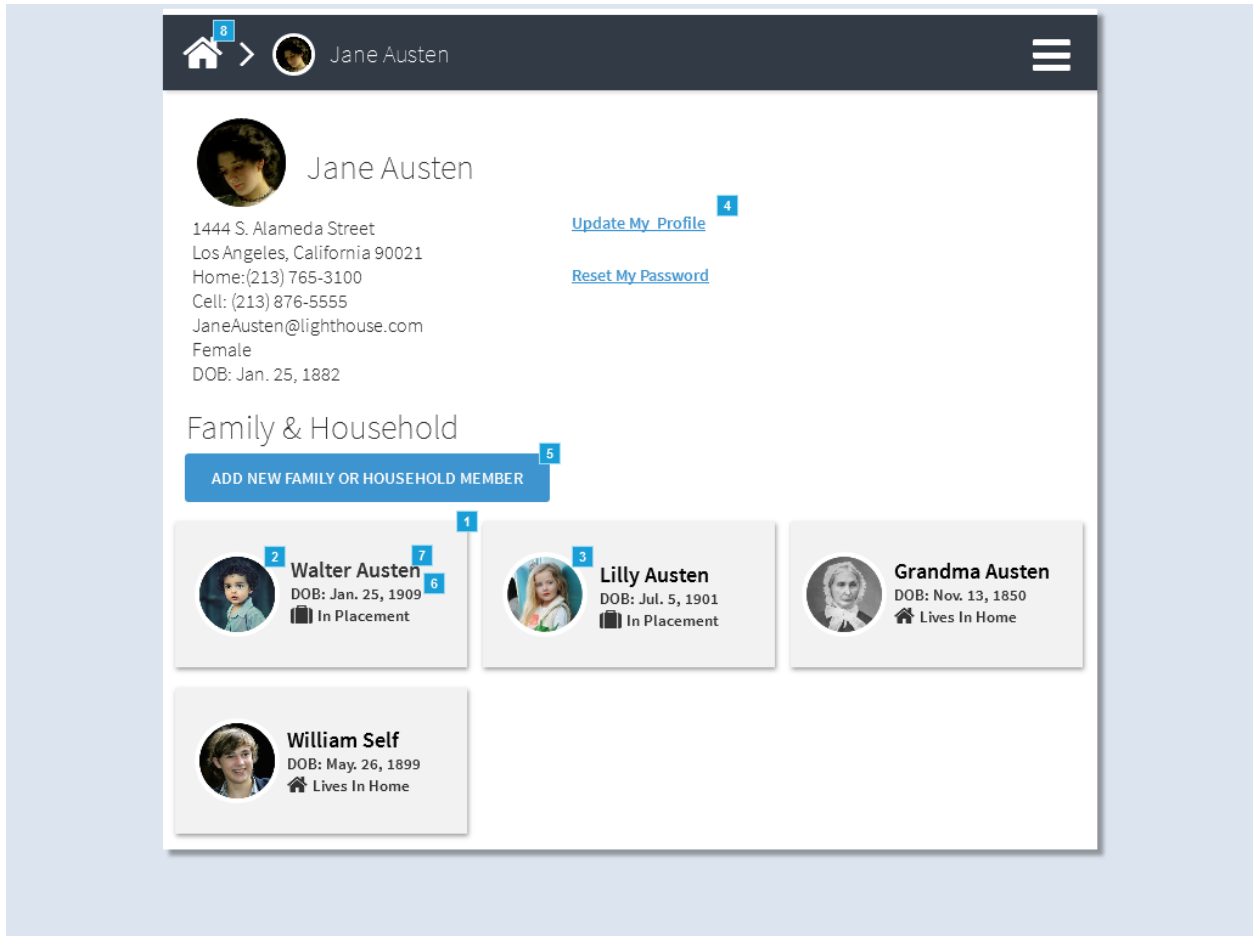 8
Jane Austen
Jane Austen
4
1444 S. Alameda Street
Los Angeles, California 90021
Home:(213) 765-3100
Cell: (213) 876-5555
JaneAusten@lighthouse.com
Female
DOB: Jan. 25, 1882
Update My  Profile
Reset My Password
Family & Household
5
ADD NEW FAMILY OR HOUSEHOLD MEMBER
1
2
7
Walter Austen
6
DOB: Jan. 25, 1909
In Placement
3
Lilly Austen
DOB: Jul. 5, 1901
In Placement
Grandma Austen
DOB: Nov. 13, 1850
Lives In Home
William Self
DOB: May. 26, 1899
Lives In Home